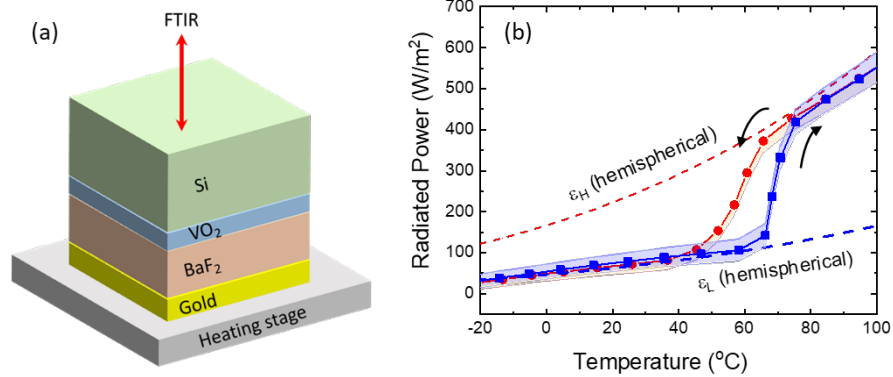 (a)
FTIR
Si
VO₂
BaF₂
Gold
Heating stage
(b)
Radiated Power (W/m²)
700
600
500
400
300
200
100
0
εH (hemispherical)
εL (hemispherical)
-20 0 20 40 60 80 100
Temperature (°C)